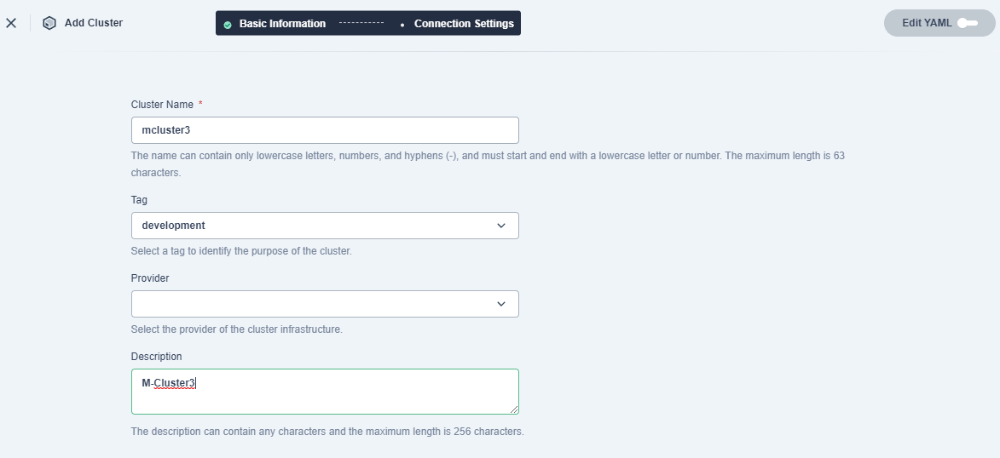 Add Cluster
Basic Information
Connection Settings
Edit YAML
Cluster Name *
mcluster3
The name can contain only lowercase letters, numbers, and hyphens (-), and must start and end with a lowercase letter or number. The maximum length is 63
characters.
Tag
development
Select a tag to identify the purpose of the cluster.
Provider
Select the provider of the cluster infrastructure.
Description
M-Cluster3
The description can contain any characters and the maximum length is 256 characters.